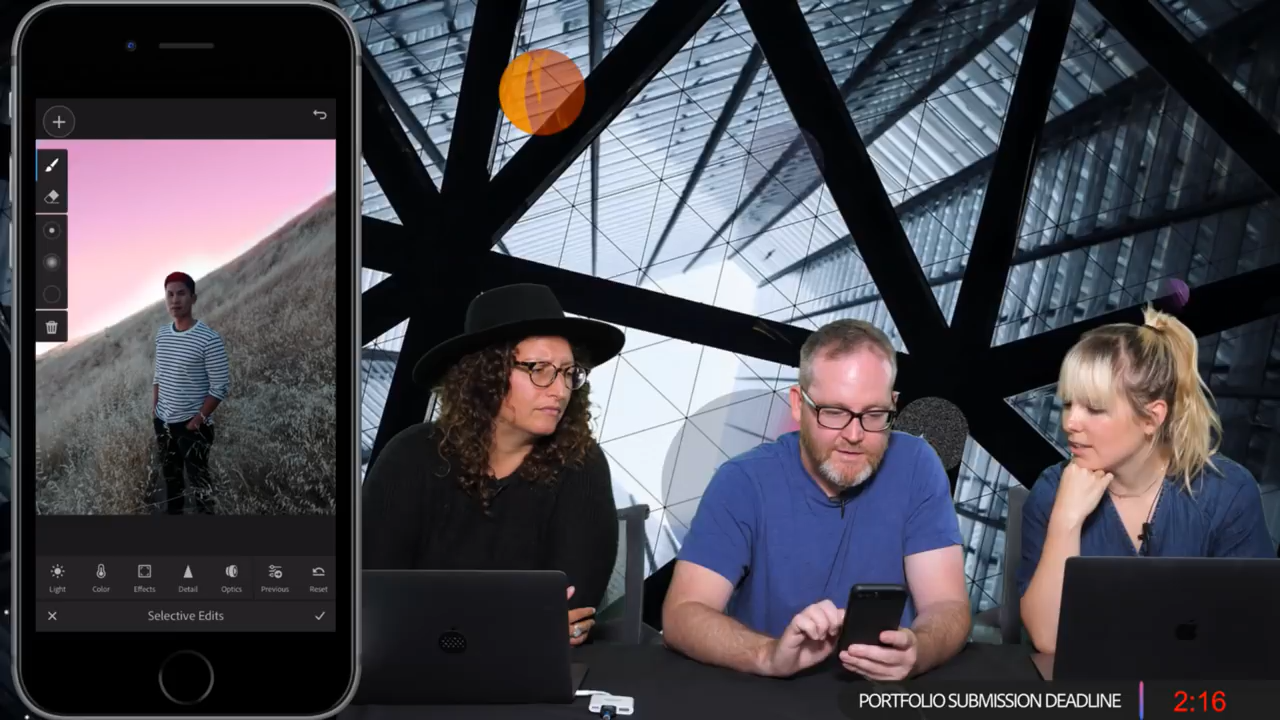 Light Color Effects Detail Optics Previous Reset
Selective Edits
PORTFOLIO SUBMISSION DEADLINE 2:16